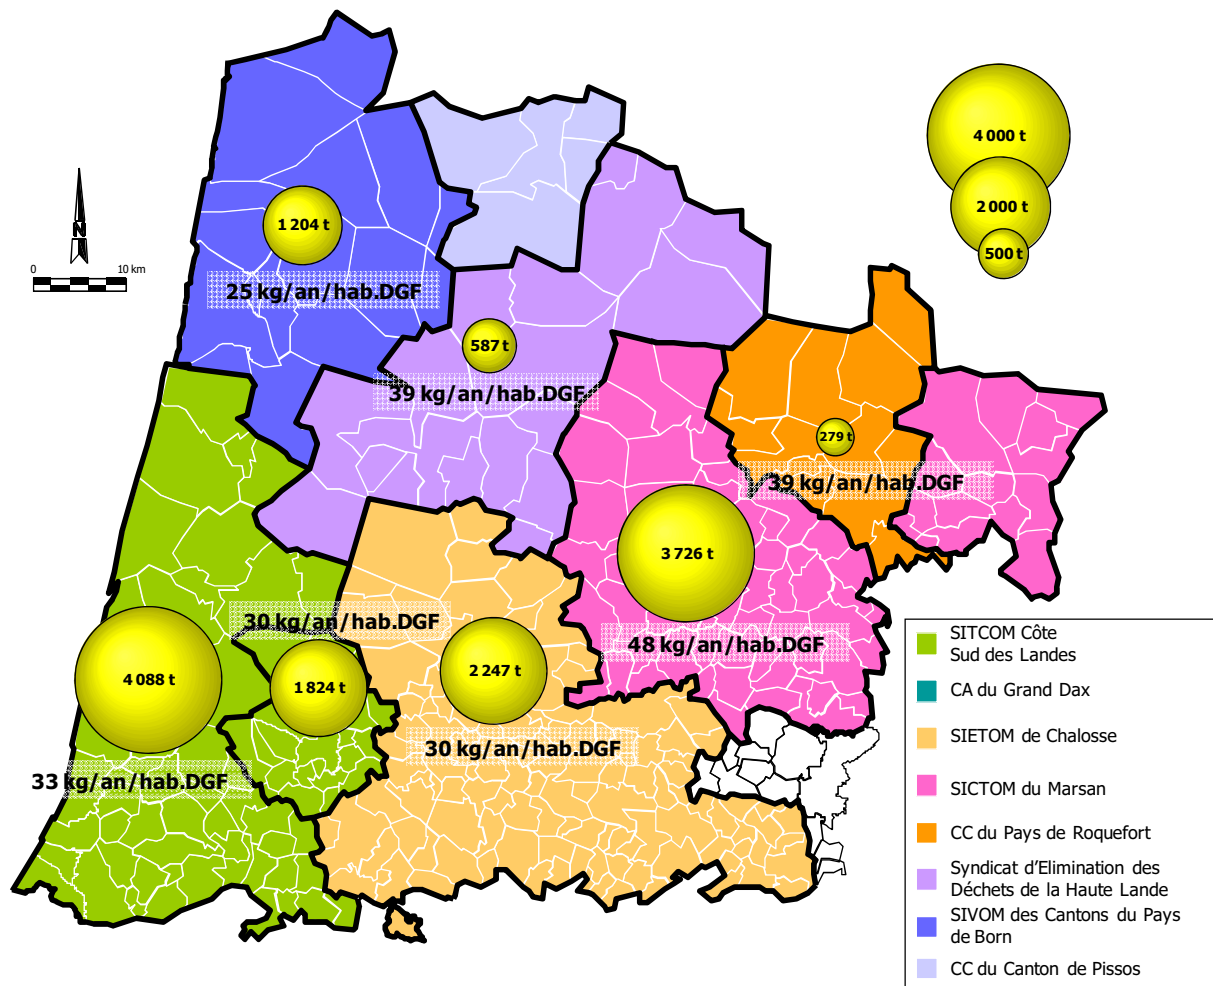 4 000 t
2 000 t
500 t
N
0 10 km
1 204 t
25 kg/an/hab.DGF
587 t
39 kg/an/hab.DGF
279 t
39 kg/an/hab.DGF
3 726 t
48 kg/an/hab.DGF
30 kg/an/hab.DGF
4 088 t
1 824 t
2 247 t
30 kg/an/hab.DGF
33 kg/an/hab.DGF
SITCOM Côte
Sud des Landes
CA du Grand Dax
SIETOM de Chalosse
SICTOM du Marsan
CC du Pays de Roquefort
Syndicat d'Elimination des
Déchets de la Haute Lande
SIVOM des Cantons du Pays
de Born
CC du Canton de Pissos